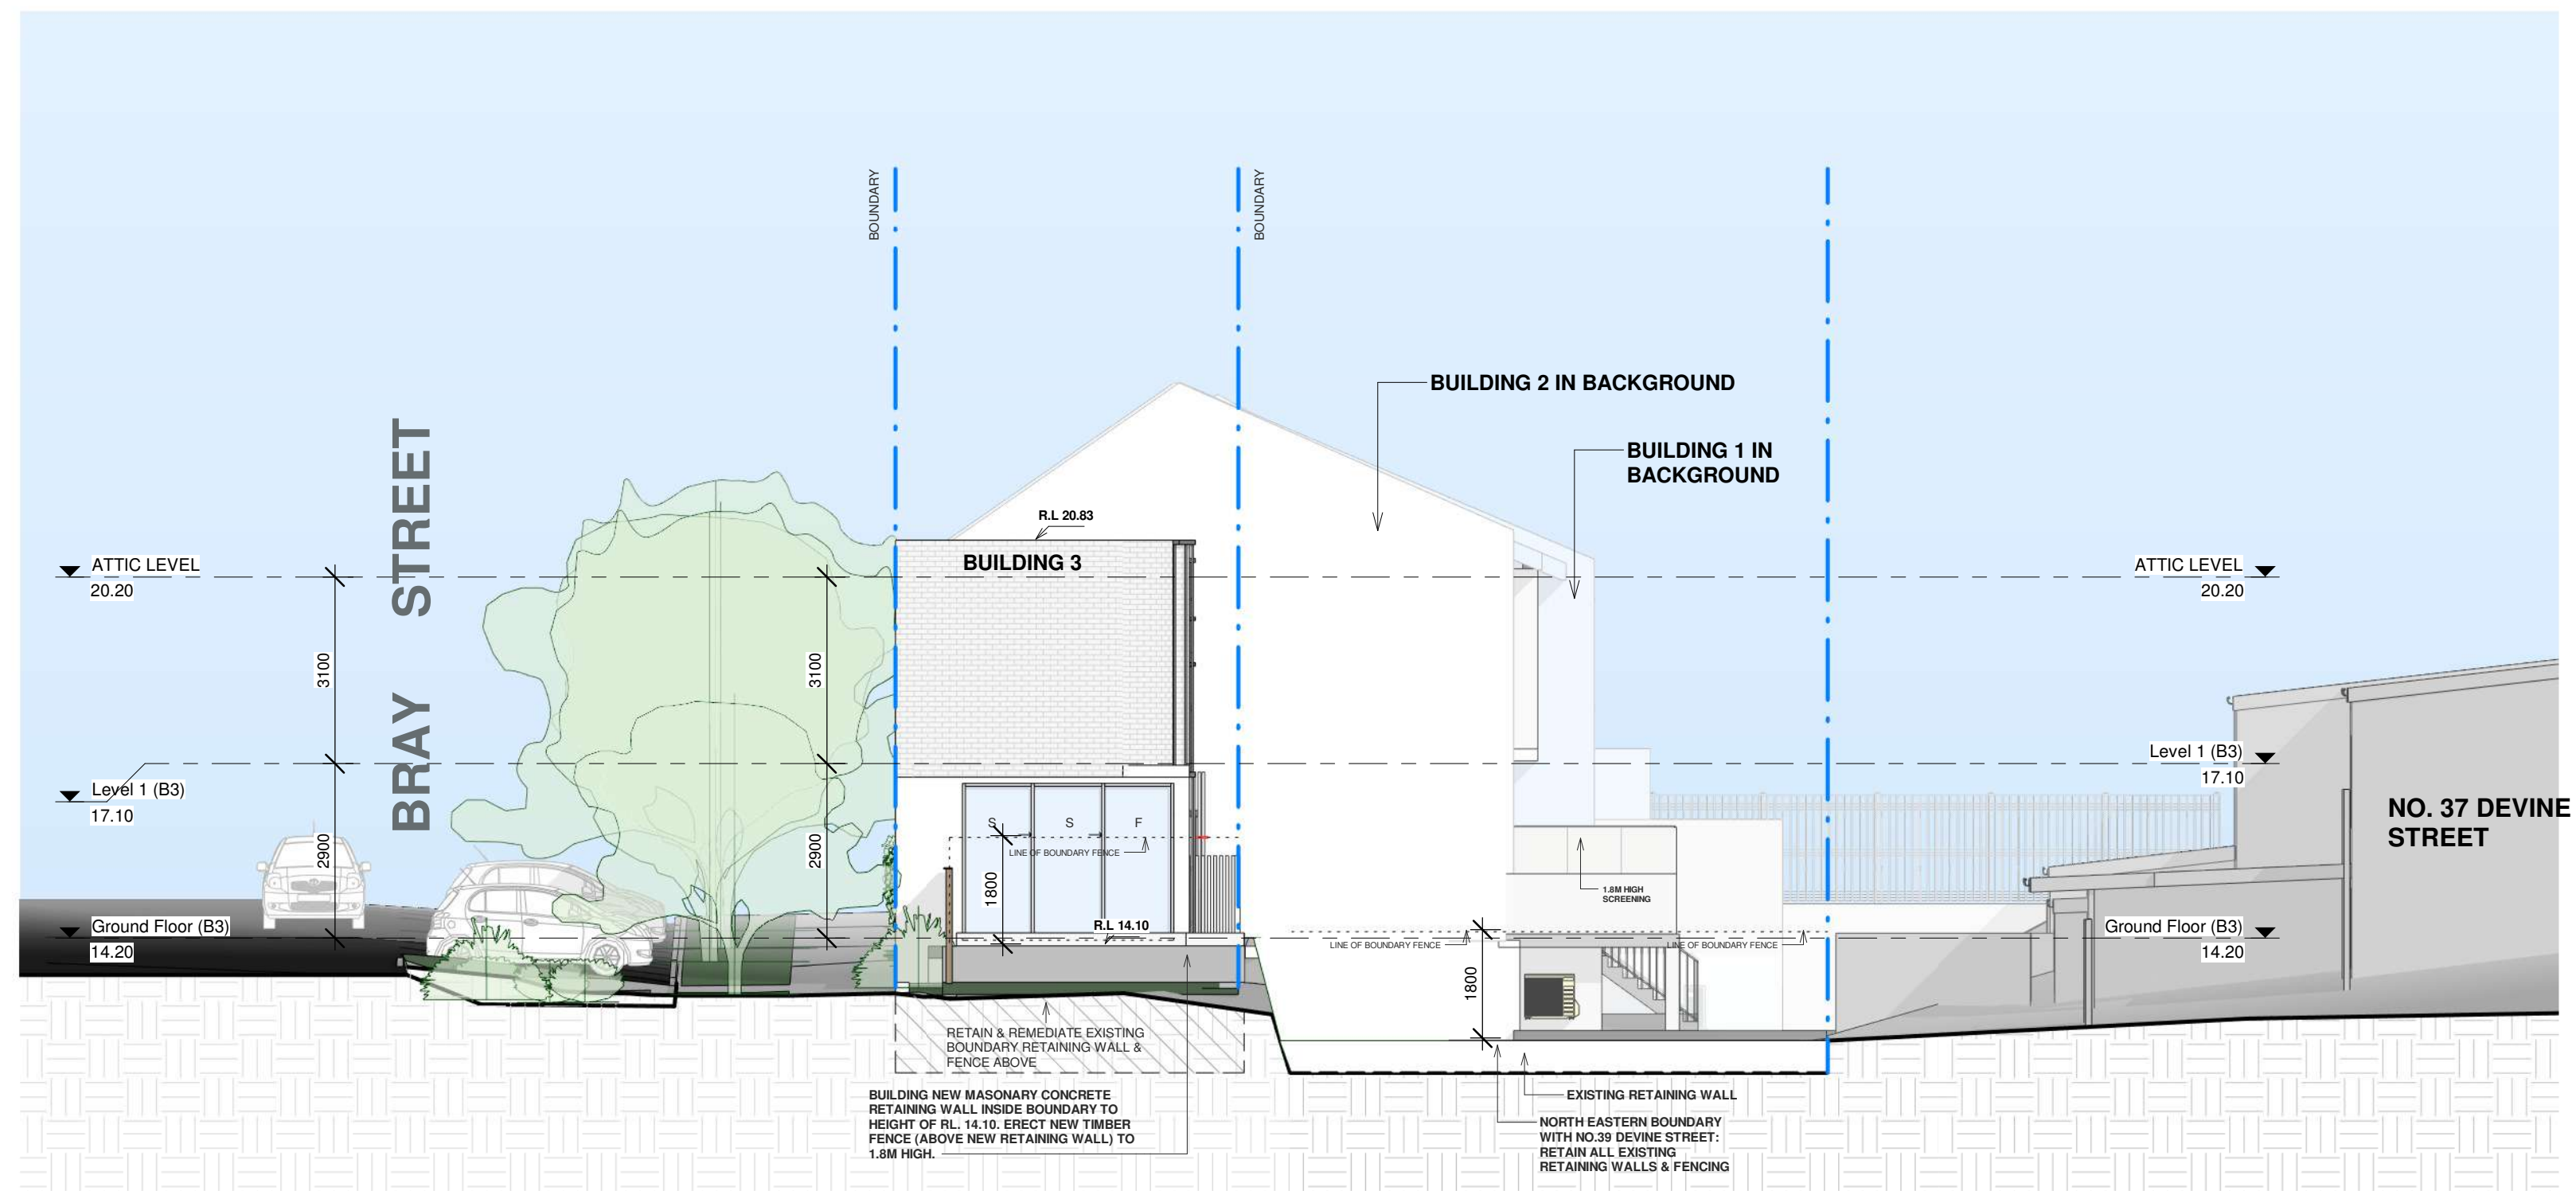 BOUNDARY
BOUNDARY
BUILDING 2 IN BACKGROUND
BUILDING 1 IN
BACKGROUND
BRAY STREET
R.L 20.83
BUILDING 3
ATTIC LEVEL
20.20
ATTIC LEVEL
20.20
3100
3100
Level 1 (B3)
17.10
Level 1 (B3)
17.10
NO. 37 DEVINE
STREET
S
S
F
LINE OF BOUNDARY FENCE
2900
2900
1800
1.8M HIGH
SCREENING
R.L 14.10
Ground Floor (B3)
14.20
LINE OF BOUNDARY FENCE
LINE OF BOUNDARY FENCE
Ground Floor (B3)
14.20
1800
RETAIN & REMEDIATE EXISTING
BOUNDARY RETAINING WALL &
FENCE ABOVE
BUILDING NEW MASONARY CONCRETE
RETAINING WALL INSIDE BOUNDARY TO
HEIGHT OF RL. 14.10. ERECT NEW TIMBER
FENCE (ABOVE NEW RETAINING WALL) TO
1.8M HIGH.
EXISTING RETAINING WALL
NORTH EASTERN BOUNDARY
WITH NO.39 DEVINE STREET:
RETAIN ALL EXISTING
RETAINING WALLS & FENCING